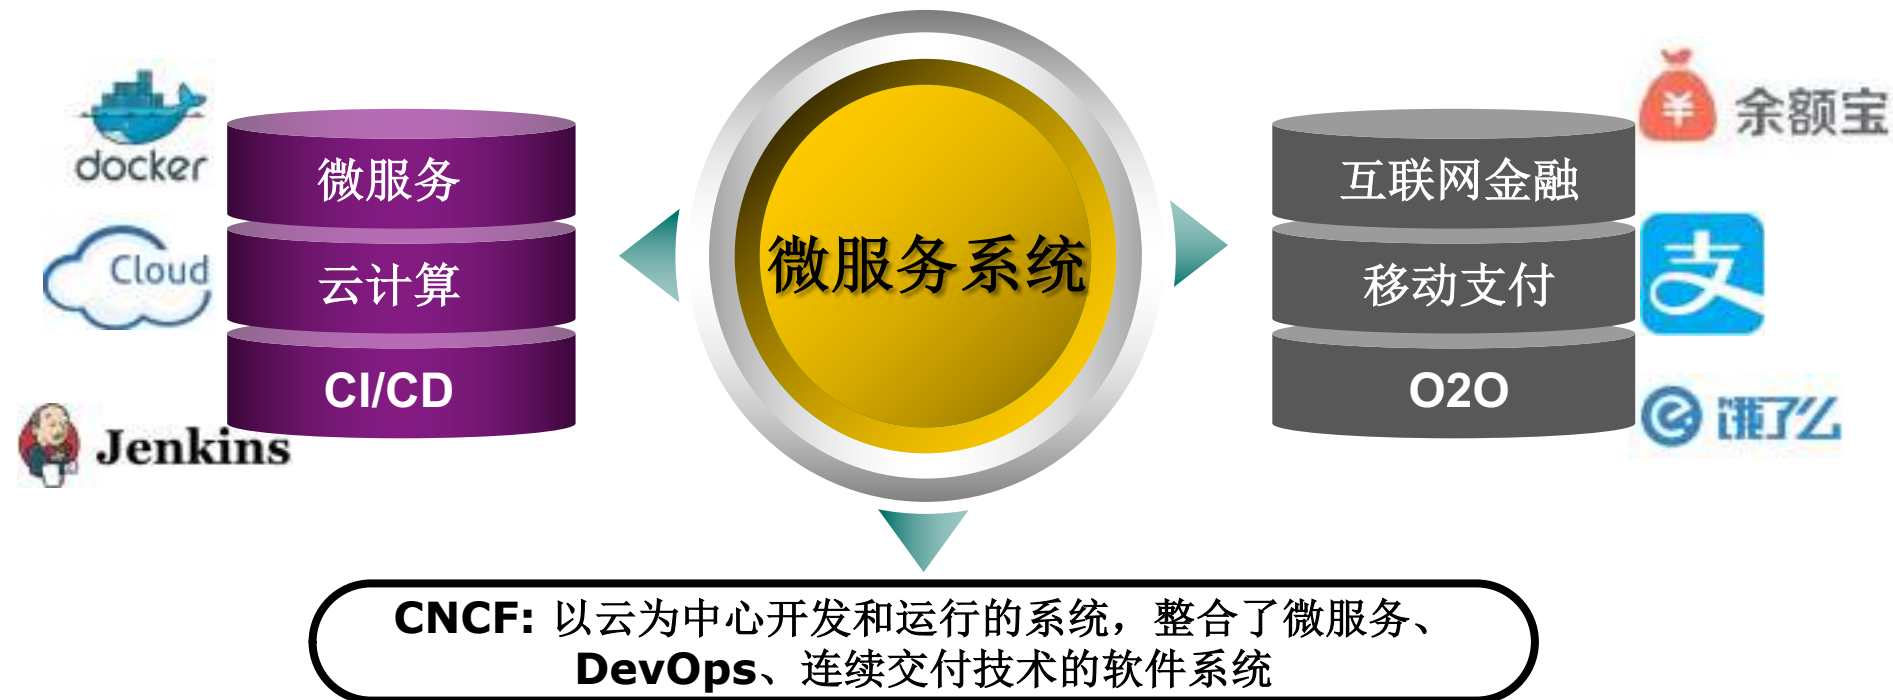 docker
微服务
Cloud
云计算
CI/CD
Jenkins
微服务系统
互联网金融
余额宝
¥
移动支付
支
O2O
e
饿了么
CNCF: 以云为中心开发和运行的系统，整合了微服务、
DevOps、连续交付技术的软件系统